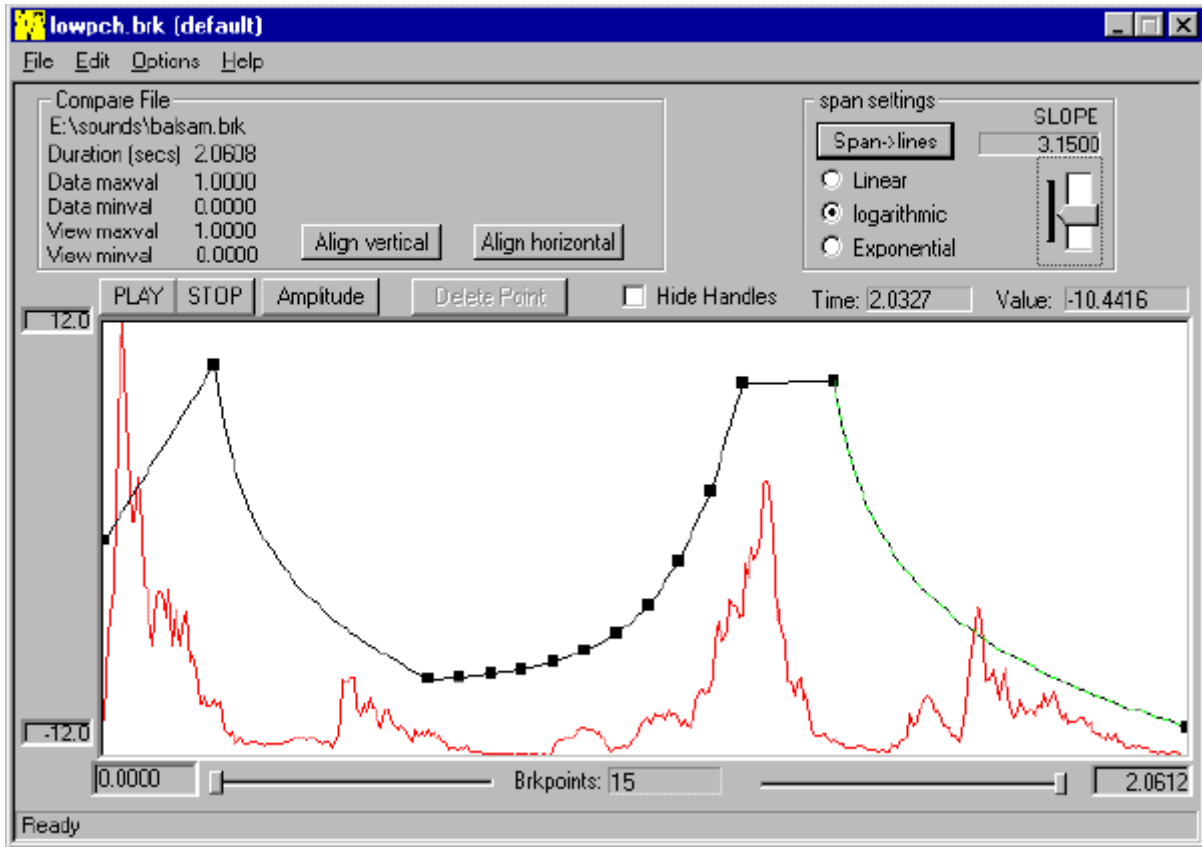 lowpch.brk (default)
File Edit Options Help
Compare File
E:\sounds\balsam.brk
Duration (secs) 2.0608
Data maxval 1.0000
Data minval 0.0000
View maxval 1.0000
View minval 0.0000
Align vertical Align horizontal
span settings
SLOPE
Span->lines 3.1500
Linear
logarithmic
Exponential
PLAY STOP Amplitude Delete Point Hide Handles Time: 2.0327 Value: -10.4416
12.0
-12.0
0.0000 Brkpoints: 15 2.0612
Ready